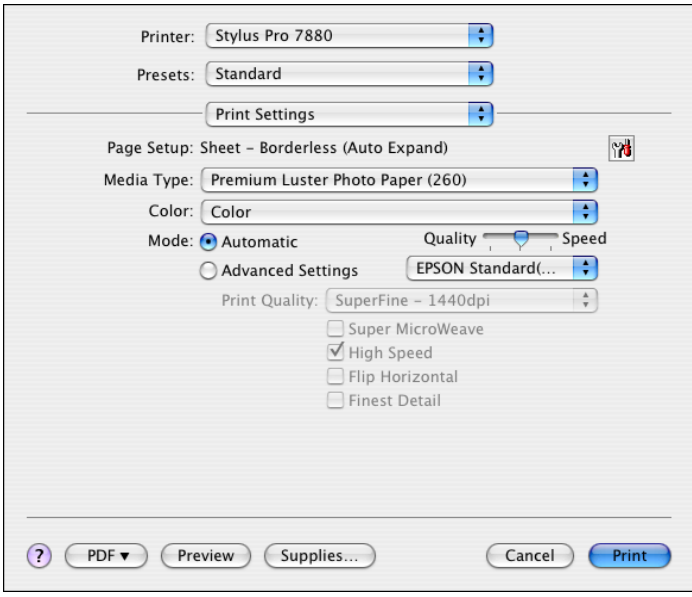 Printer: Stylus Pro 7880
Presets: Standard
Print Settings
Page Setup: Sheet – Borderless (Auto Expand)
Media Type: Premium Luster Photo Paper (260)
Color: Color
Mode: Automatic Quality Speed
Advanced Settings EPSON Standard(...
Print Quality: SuperFine – 1440dpi
Super MicroWeave
High Speed
Flip Horizontal
Finest Detail
? PDF ▼ Preview Supplies... Cancel Print